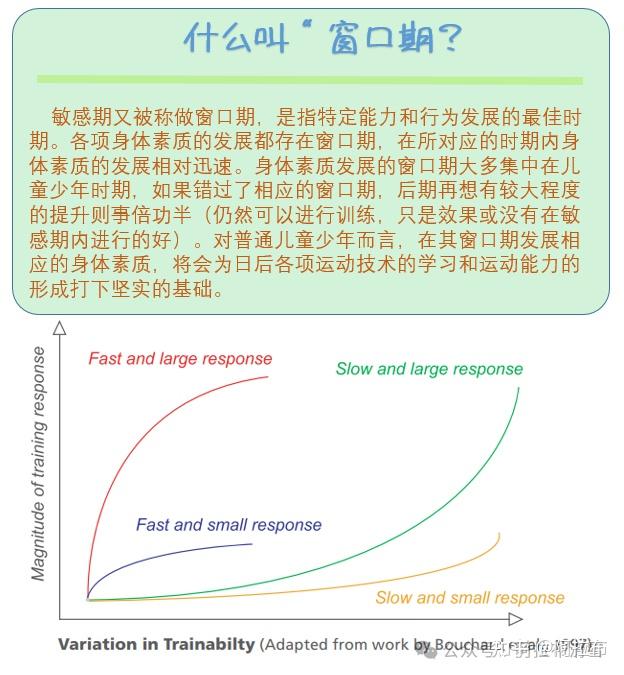 什么叫“窗口期？
敏感期又被称做窗口期，是指特定能力和行为发展的最佳时
期。各项身体素质的发展都存在窗口期，在所对应的时期内身
体素质的发展相对迅速。身体素质发展的窗口期大多集中在儿
童少年时期，如果错过了相应的窗口期，后期再想有较大程度
的提升则事倍功半（仍然可以进行训练，只是效果或没有在敏
感期内进行的好）。对普通儿童少年而言，在其窗口期发展相
应的身体素质，将会为日后各项运动技术的学习和运动能力的
形成打下坚实的基础。
Magnitude of training response
Fast and large response
Slow and large response
Fast and small response
Slow and small response
Variation in Trainabilty (Adapted from work by Bouchard et al. 1997)